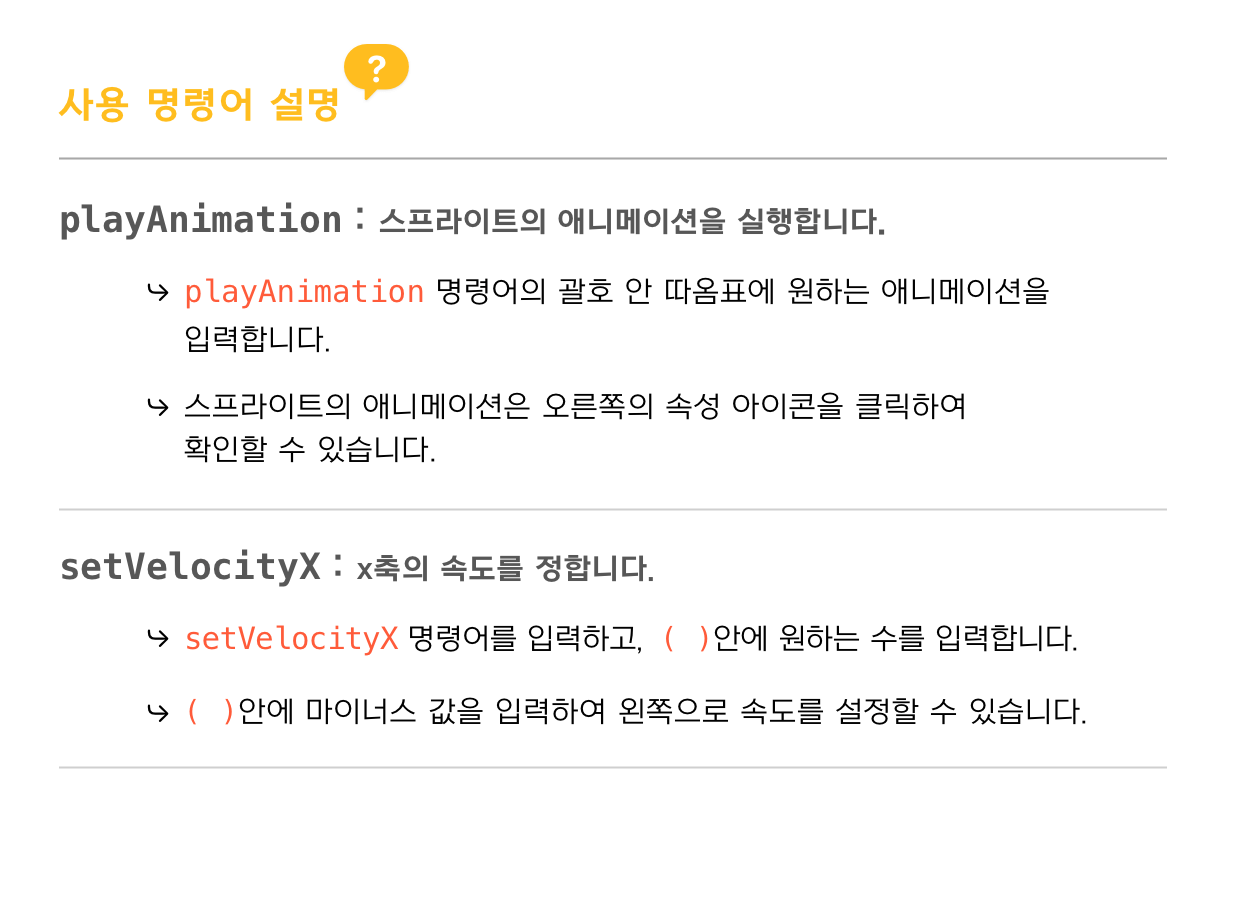 사용 명령어 설명 ?
playAnimation : 스프라이트의 애니메이션을 실행합니다.
↪ playAnimation 명령어의 괄호 안 따옴표에 원하는 애니메이션을
입력합니다.
↪ 스프라이트의 애니메이션은 오른쪽의 속성 아이콘을 클릭하여
확인할 수 있습니다.
setVelocityX : x축의 속도를 정합니다.
↪ setVelocityX 명령어를 입력하고, ( )안에 원하는 수를 입력합니다.
↪ ( )안에 마이너스 값을 입력하여 왼쪽으로 속도를 설정할 수 있습니다.